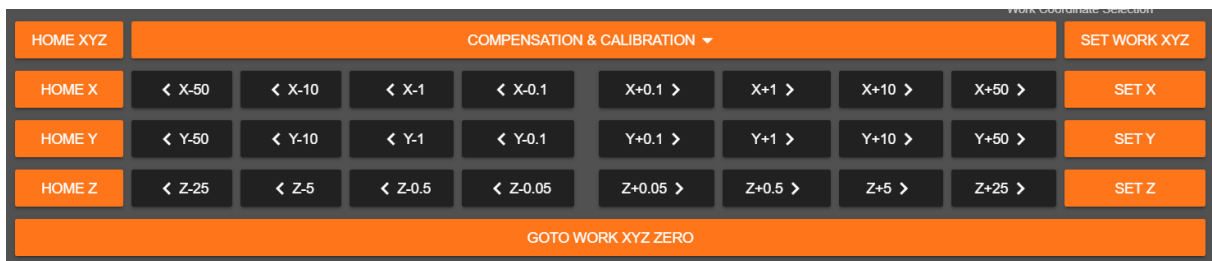 Work Coordinate Selection
HOME XYZ COMPENSATION & CALIBRATION SET WORK XYZ
HOME X X-50 X-10 X-1 X-0.1 X+0.1 X+1 X+10 X+50 SET X
HOME Y Y-50 Y-10 Y-1 Y-0.1 Y+0.1 Y+1 Y+10 Y+50 SET Y
HOME Z Z-25 Z-5 Z-0.5 Z-0.05 Z+0.05 Z+0.5 Z+5 Z+25 SET Z
GOTO WORK XYZ ZERO